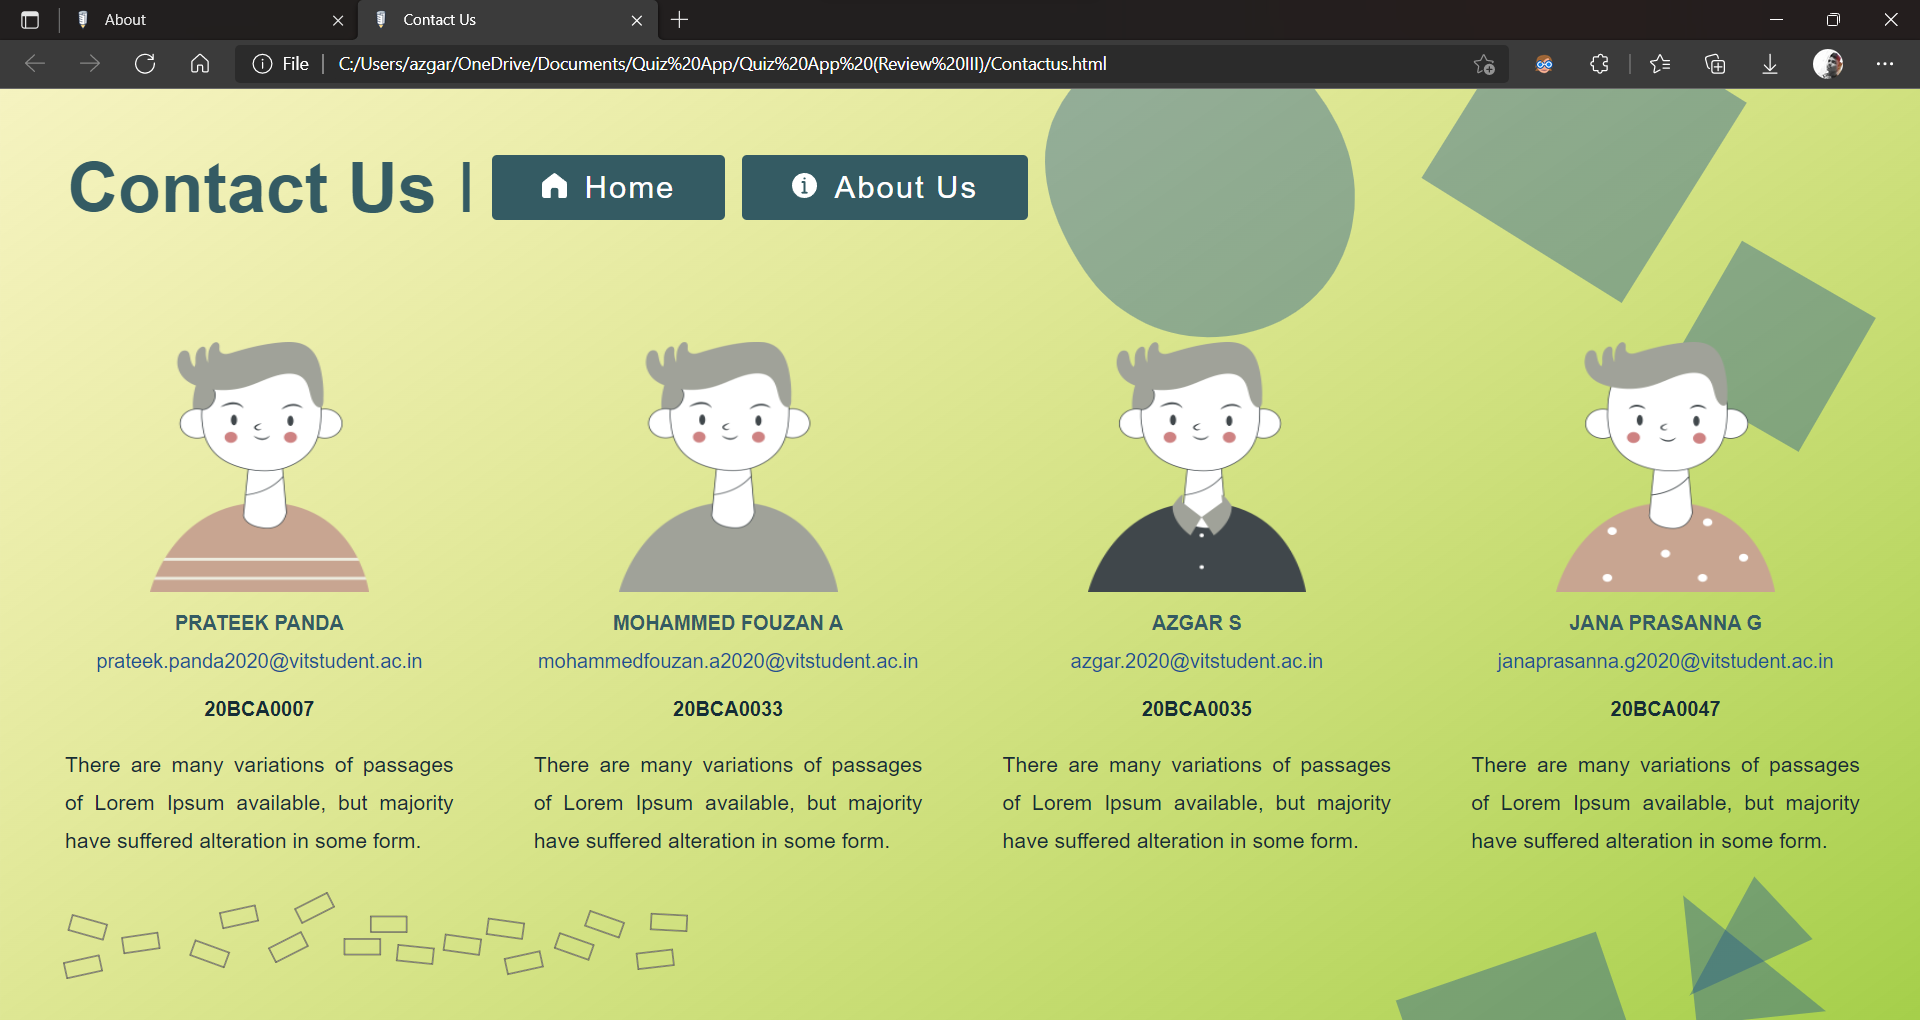 About
Contact Us
File
C:/Users/azgar/OneDrive/Documents/Quiz%20App/Quiz%20App%20(Review%20III)/Contactus.html
Contact Us |
Home
About Us
PRATEEK PANDA
prateek.panda2020@vitstudent.ac.in
20BCA0007
There are many variations of passages
of Lorem Ipsum available, but majority
have suffered alteration in some form.
MOHAMMED FOUZAN A
mohammedfouzan.a2020@vitstudent.ac.in
20BCA0033
There are many variations of passages
of Lorem Ipsum available, but majority
have suffered alteration in some form.
AZGAR S
azgar.2020@vitstudent.ac.in
20BCA0035
There are many variations of passages
of Lorem Ipsum available, but majority
have suffered alteration in some form.
JANA PRASANNA G
janaprasanna.g2020@vitstudent.ac.in
20BCA0047
There are many variations of passages
of Lorem Ipsum available, but majority
have suffered alteration in some form.